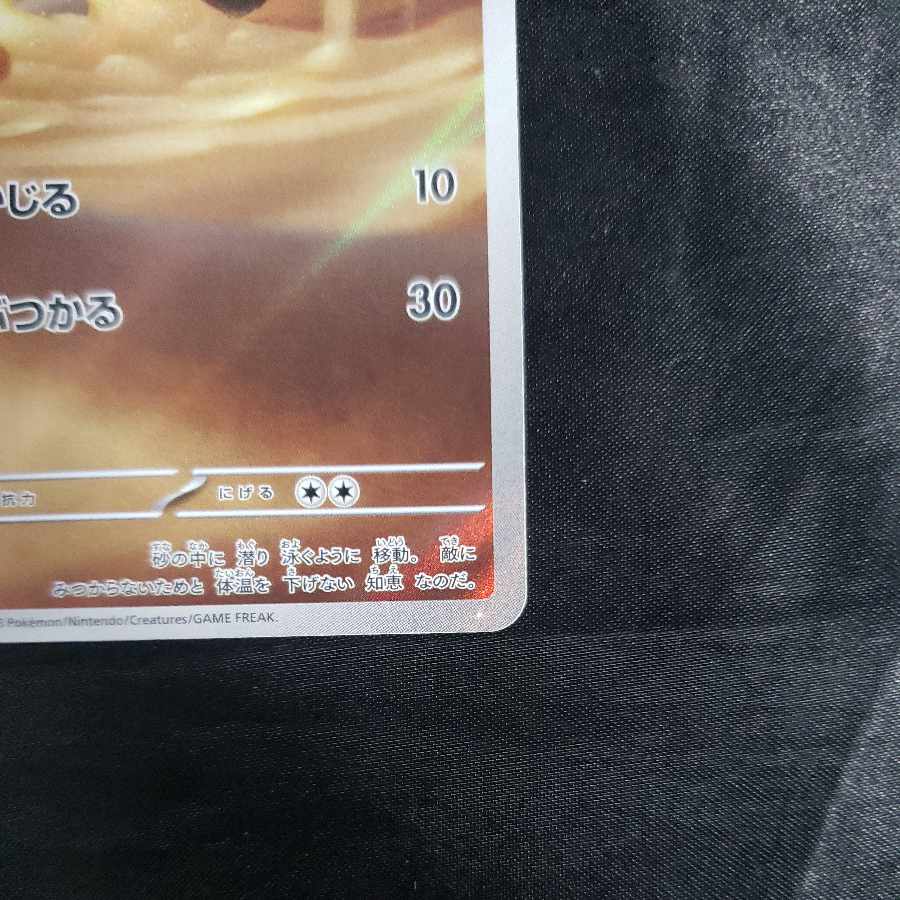 じる 10
ぶつかる 30
抗力 にげる
砂の中に 潜り 泳ぐように 移動。 敵に
みつからないためと 体温を 下げない 知恵 なのだ。
Pokémon/Nintendo/Creatures/GAME FREAK.